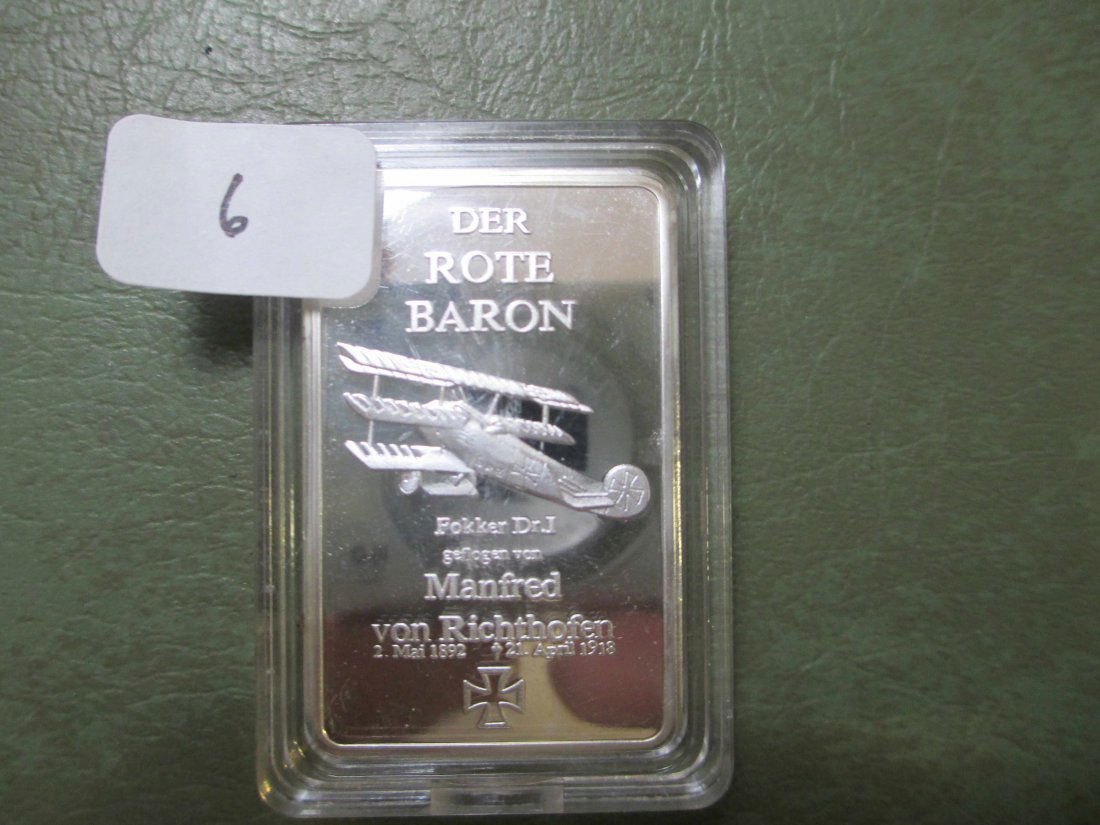 6
DER
ROTE
BARON
Fokker Dr.I
geflogen von
Manfred
von Richthofen
2. Mai 1892 † 21. April 1918